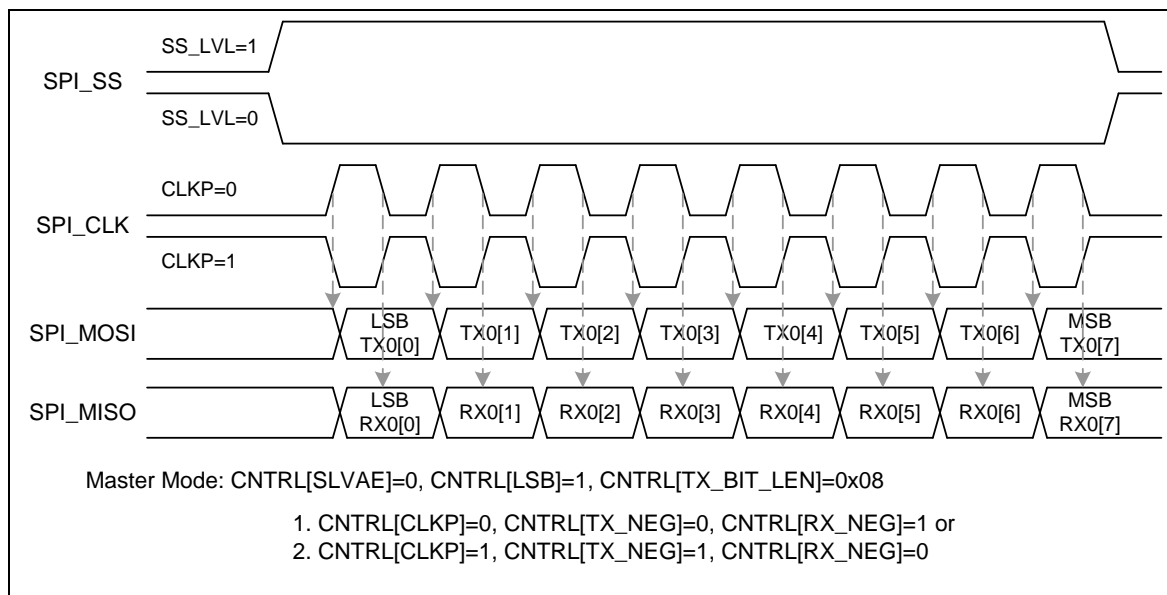 SS_LVL=1
SPI_SS
SS_LVL=0
CLKP=0
SPI_CLK
CLKP=1
SPI_MOSI
LSB
TX0[0]
TX0[1]
TX0[2]
TX0[3]
TX0[4]
TX0[5]
TX0[6]
MSB
TX0[7]
SPI_MISO
LSB
RX0[0]
RX0[1]
RX0[2]
RX0[3]
RX0[4]
RX0[5]
RX0[6]
MSB
RX0[7]
Master Mode: CNTRL[SLVAE]=0, CNTRL[LSB]=1, CNTRL[TX_BIT_LEN]=0x08
1. CNTRL[CLKP]=0, CNTRL[TX_NEG]=0, CNTRL[RX_NEG]=1 or
2. CNTRL[CLKP]=1, CNTRL[TX_NEG]=1, CNTRL[RX_NEG]=0